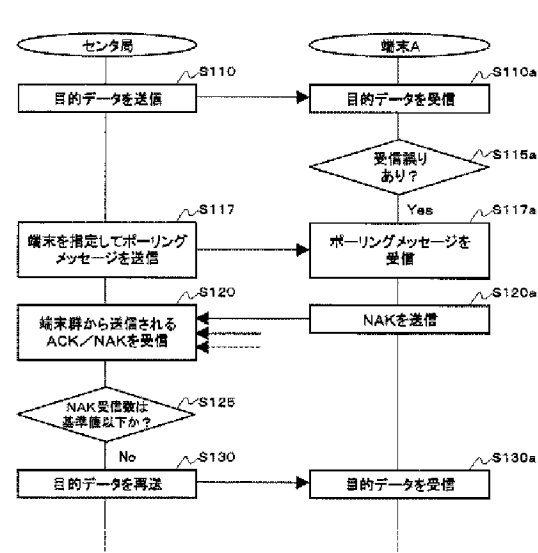 センタ局
端末A
S110
S110a
目的データを送信
目的データを受信
S115a
受信誤り
あり？
Yes
S117
S117a
端末を指定してポーリング
メッセージを送信
ポーリングメッセージを
受信
S120
S120a
端末群から送信される
ACK／NAKを受信
NAKを送信
S125
NAK受信数は
基準値以下か？
No
S130
S130a
目的データを再送
目的データを受信